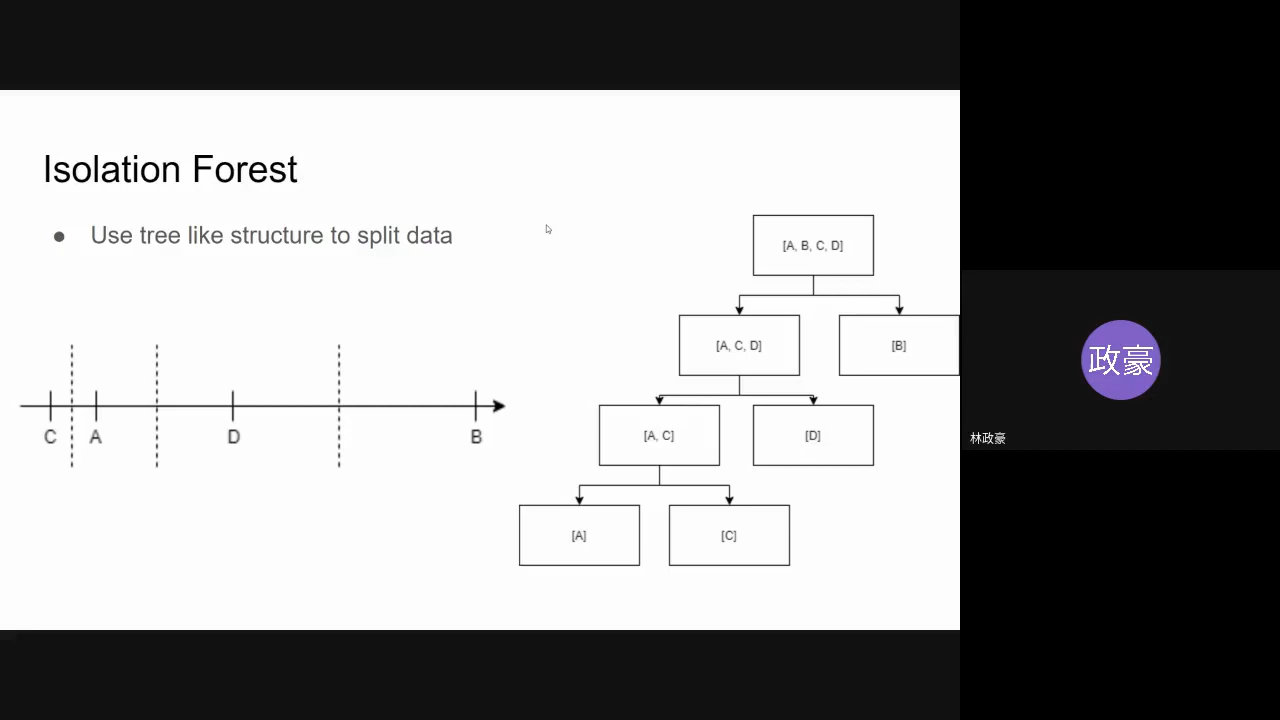 Isolation Forest
● Use tree like structure to split data
C A D B
[A, B, C, D]
[A, C, D]
[B]
[A, C]
[D]
[A]
[C]
政豪
林政豪